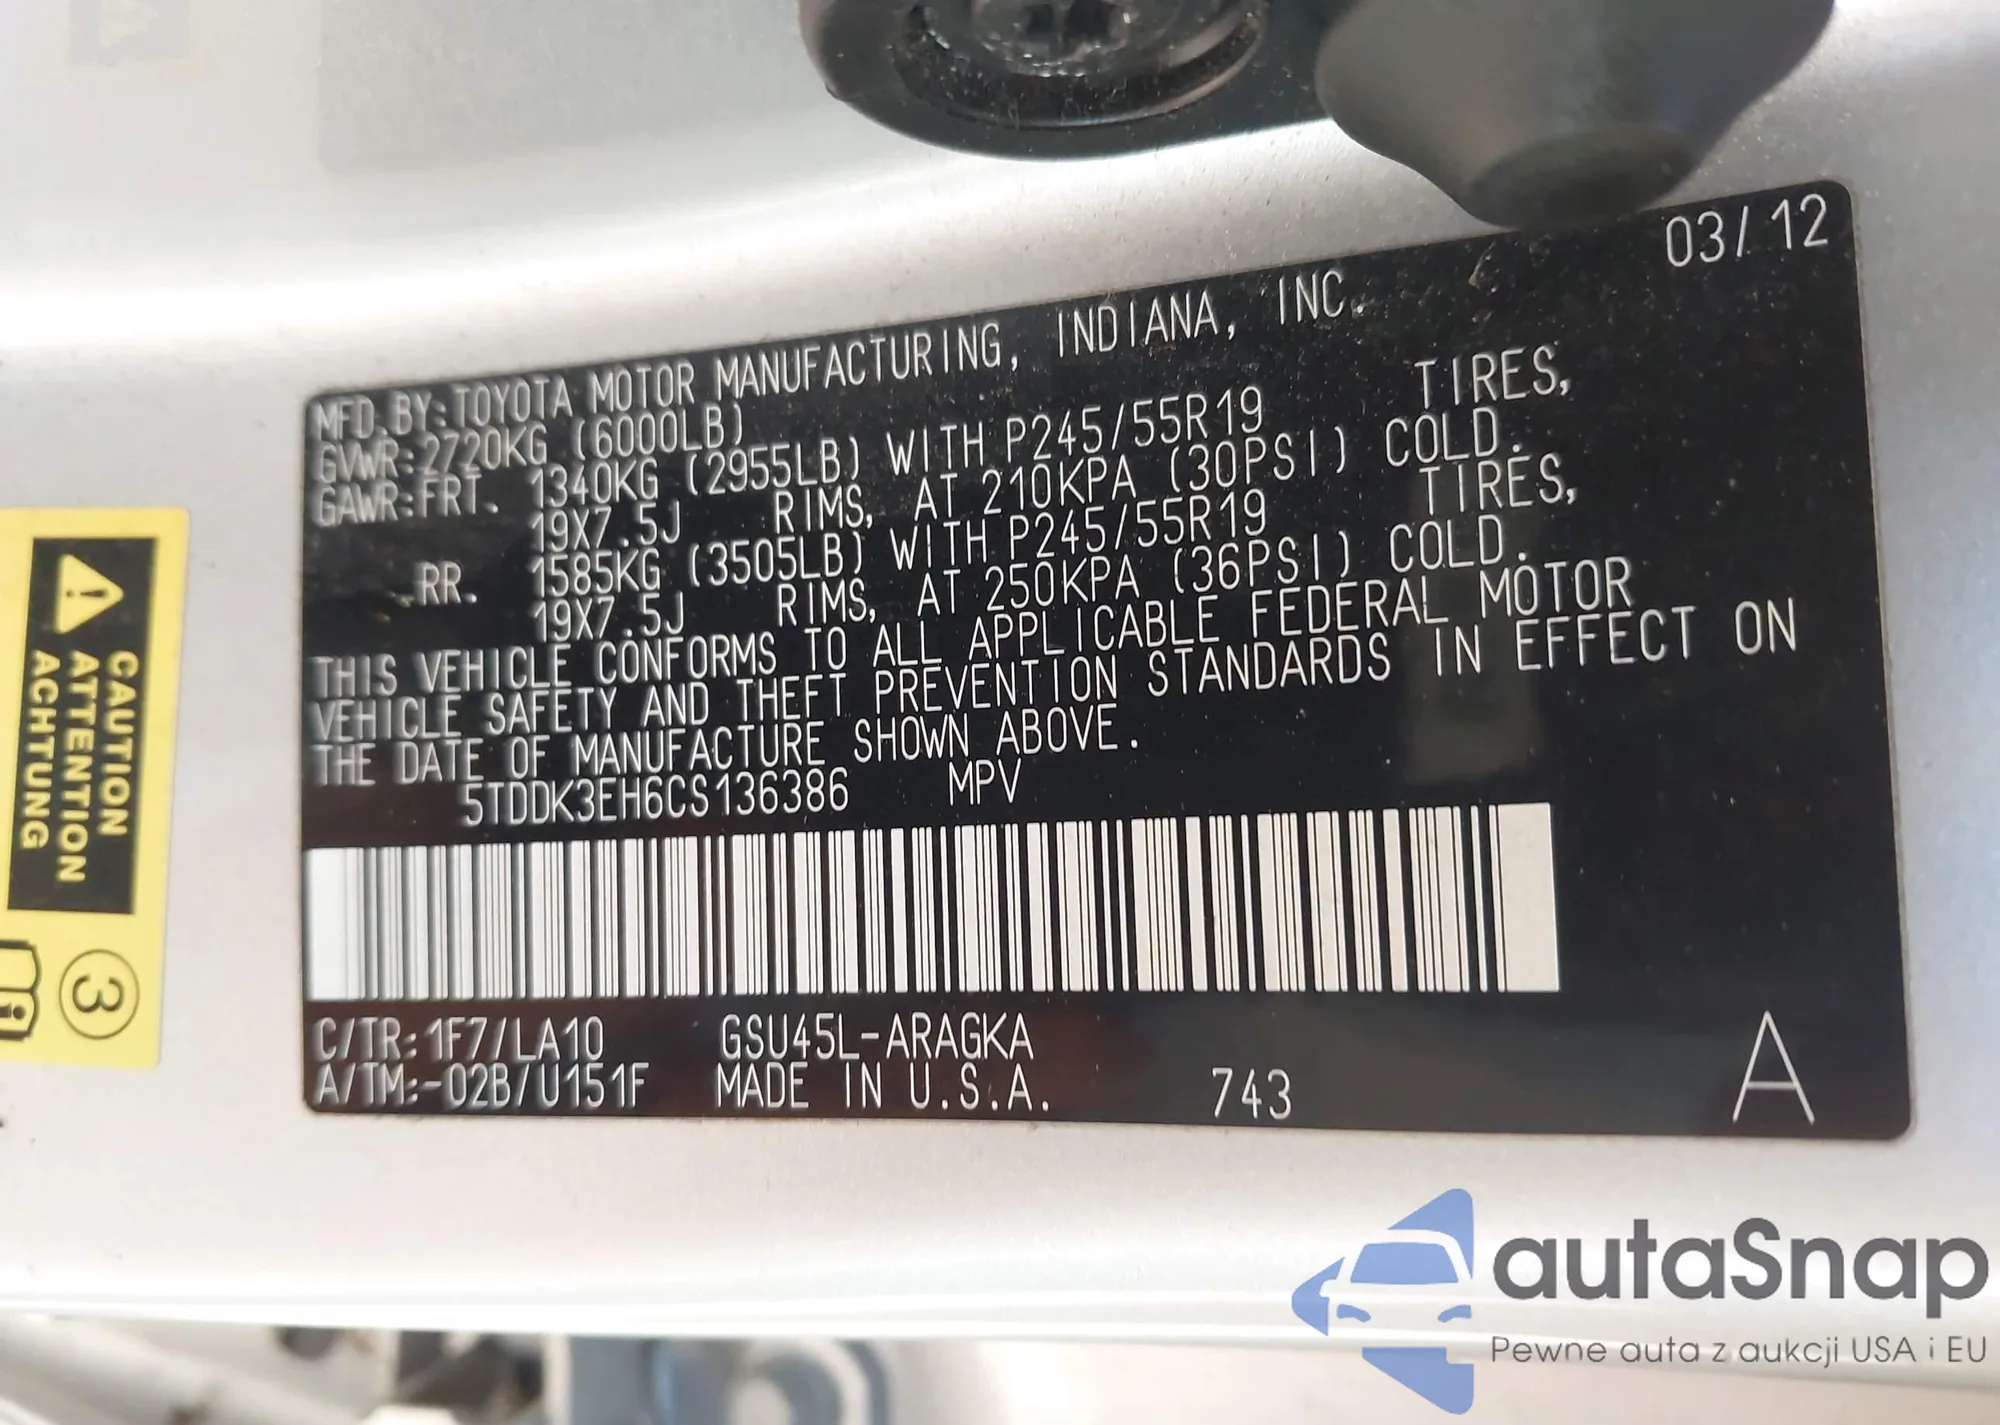 03/12
MFD.BY:TOYOTA MOTOR MANUFACTURING, INDIANA, INC.
GVWR:2720KG (6000LB)
GAWR:FRT. 1340KG (2955LB) WITH P245/55R19 TIRES,
19X7.5J RIMS, AT 210KPA (30PSI) COLD.
RR. 1585KG (3505LB) WITH P245/55R19 TIRES,
19X7.5J RIMS, AT 250KPA (36PSI) COLD.
THIS VEHICLE CONFORMS TO ALL APPLICABLE FEDERAL MOTOR
VEHICLE SAFETY AND THEFT PREVENTION STANDARDS IN EFFECT ON
THE DATE OF MANUFACTURE SHOWN ABOVE.
5TDDK3EH6CS136386 MPV
C/TR:1F7/LA10 GSU45L-ARAGKA
A/TM:-02B/U151F MADE IN U.S.A. 743 A
CAUTION
ATTENTION
ACHTUNG
3
autaSnap
Pewne auta z aukcji USA i EU